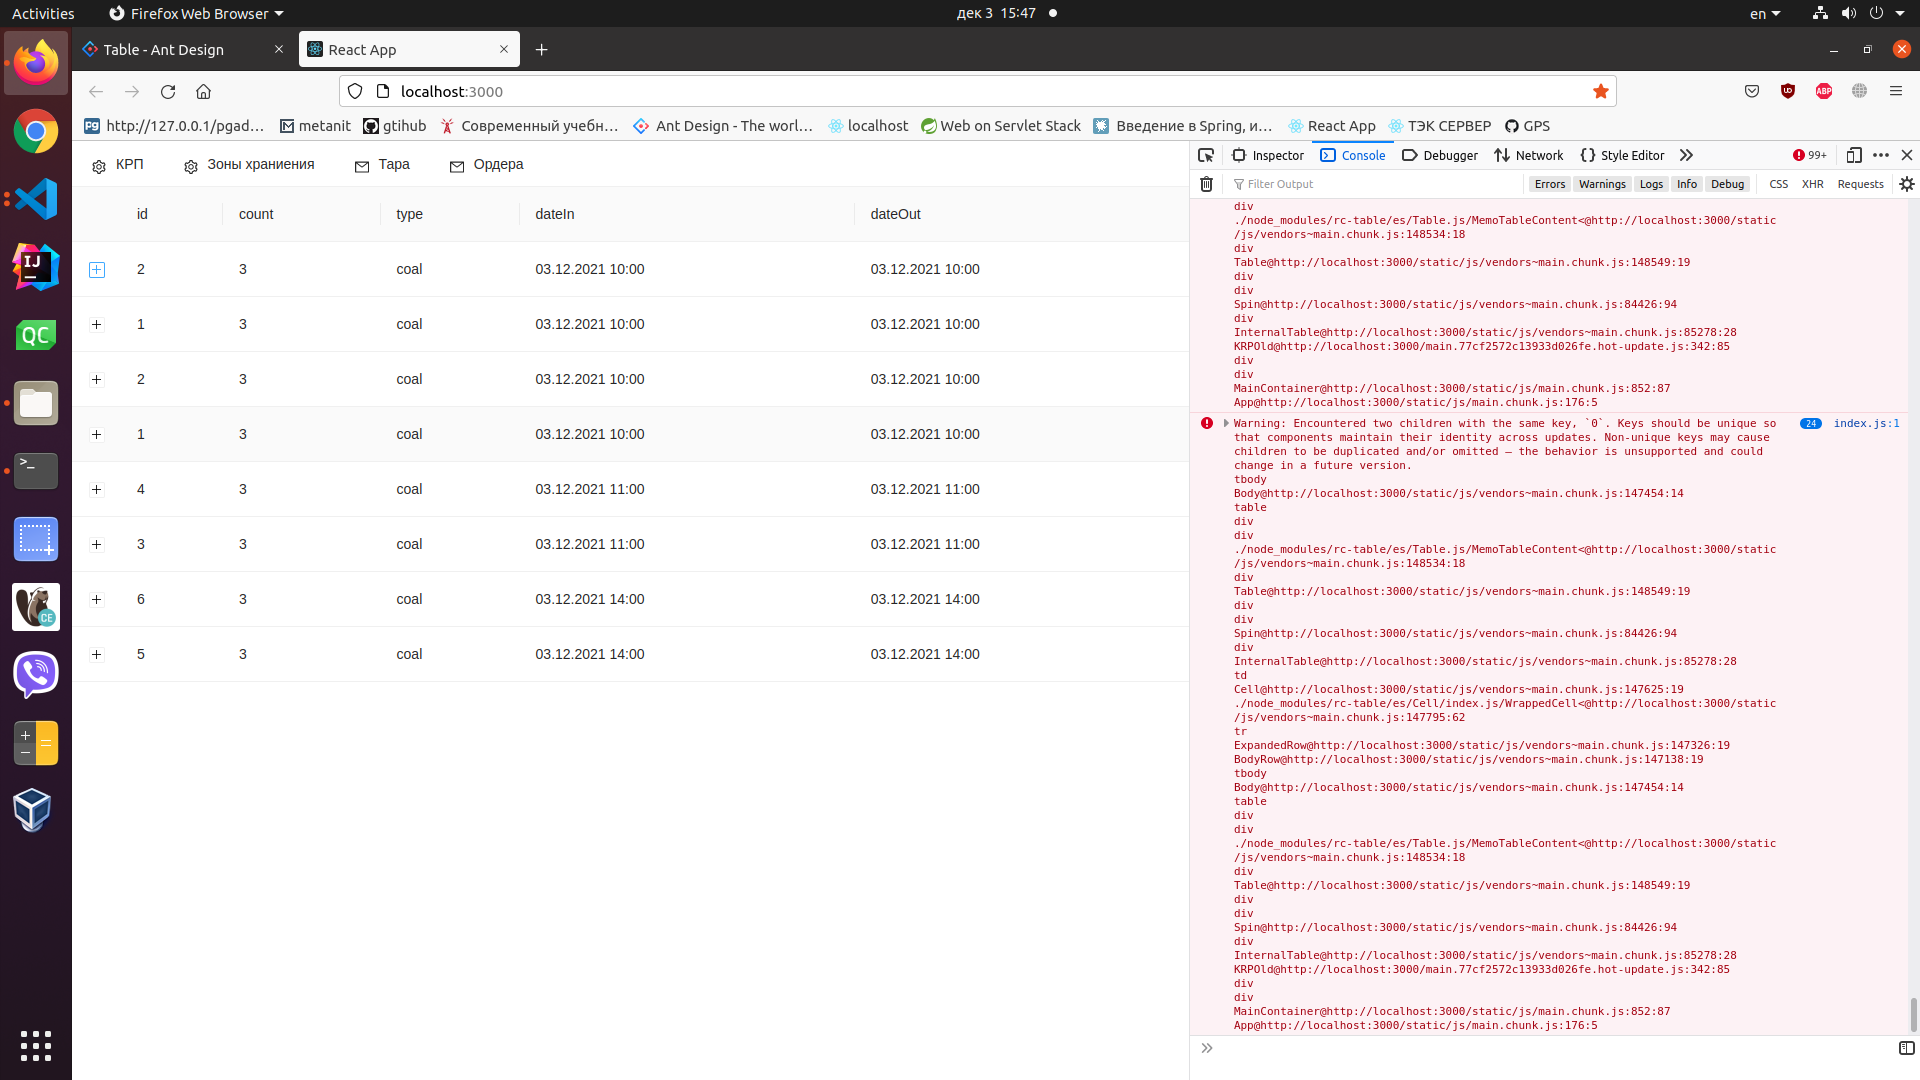 Activities
Firefox Web Browser
дек 3 15:47
en
Table - Ant Design
React App
localhost:3000
http://127.0.0.1/pgad…
metanit
gtihub
Современный учебн…
Ant Design - The worl…
localhost
Web on Servlet Stack
Введение в Spring, и…
React App
ТЭК СЕРВЕР
GPS
КРП
Зоны храниения
Тара
Ордера
id count type dateIn dateOut
2 3 coal 03.12.2021 10:00 03.12.2021 10:00
1 3 coal 03.12.2021 10:00 03.12.2021 10:00
2 3 coal 03.12.2021 10:00 03.12.2021 10:00
1 3 coal 03.12.2021 10:00 03.12.2021 10:00
4 3 coal 03.12.2021 11:00 03.12.2021 11:00
3 3 coal 03.12.2021 11:00 03.12.2021 11:00
6 3 coal 03.12.2021 14:00 03.12.2021 14:00
5 3 coal 03.12.2021 14:00 03.12.2021 14:00
Inspector Console Debugger Network Style Editor 99+
Filter Output
Errors Warnings Logs Info Debug CSS XHR Requests
div
./node_modules/rc-table/es/Table.js/MemoTableContent<@http://localhost:3000/static
/js/vendors~main.chunk.js:148534:18
div
Table@http://localhost:3000/static/js/vendors~main.chunk.js:148549:19
div
div
Spin@http://localhost:3000/static/js/vendors~main.chunk.js:84426:94
div
InternalTable@http://localhost:3000/static/js/vendors~main.chunk.js:85278:28
KRPOld@http://localhost:3000/main.77cf2572c13933d026fe.hot-update.js:342:85
div
div
MainContainer@http://localhost:3000/static/js/main.chunk.js:852:87
App@http://localhost:3000/static/js/main.chunk.js:176:5
Warning: Encountered two children with the same key, `0`. Keys should be unique so 24 index.js:1
that components maintain their identity across updates. Non-unique keys may cause
children to be duplicated and/or omitted — the behavior is unsupported and could
change in a future version.
tbody
Body@http://localhost:3000/static/js/vendors~main.chunk.js:147454:14
table
div
div
./node_modules/rc-table/es/Table.js/MemoTableContent<@http://localhost:3000/static
/js/vendors~main.chunk.js:148534:18
div
Table@http://localhost:3000/static/js/vendors~main.chunk.js:148549:19
div
div
Spin@http://localhost:3000/static/js/vendors~main.chunk.js:84426:94
div
InternalTable@http://localhost:3000/static/js/vendors~main.chunk.js:85278:28
td
Cell@http://localhost:3000/static/js/vendors~main.chunk.js:147625:19
./node_modules/rc-table/es/Cell/index.js/WrappedCell<@http://localhost:3000/static
/js/vendors~main.chunk.js:147795:62
tr
ExpandedRow@http://localhost:3000/static/js/vendors~main.chunk.js:147326:19
BodyRow@http://localhost:3000/static/js/vendors~main.chunk.js:147138:19
tbody
Body@http://localhost:3000/static/js/vendors~main.chunk.js:147454:14
table
div
div
./node_modules/rc-table/es/Table.js/MemoTableContent<@http://localhost:3000/static
/js/vendors~main.chunk.js:148534:18
div
Table@http://localhost:3000/static/js/vendors~main.chunk.js:148549:19
div
div
Spin@http://localhost:3000/static/js/vendors~main.chunk.js:84426:94
div
InternalTable@http://localhost:3000/static/js/vendors~main.chunk.js:85278:28
KRPOld@http://localhost:3000/main.77cf2572c13933d026fe.hot-update.js:342:85
div
div
MainContainer@http://localhost:3000/static/js/main.chunk.js:852:87
App@http://localhost:3000/static/js/main.chunk.js:176:5
IJ
QC
CE
ABP